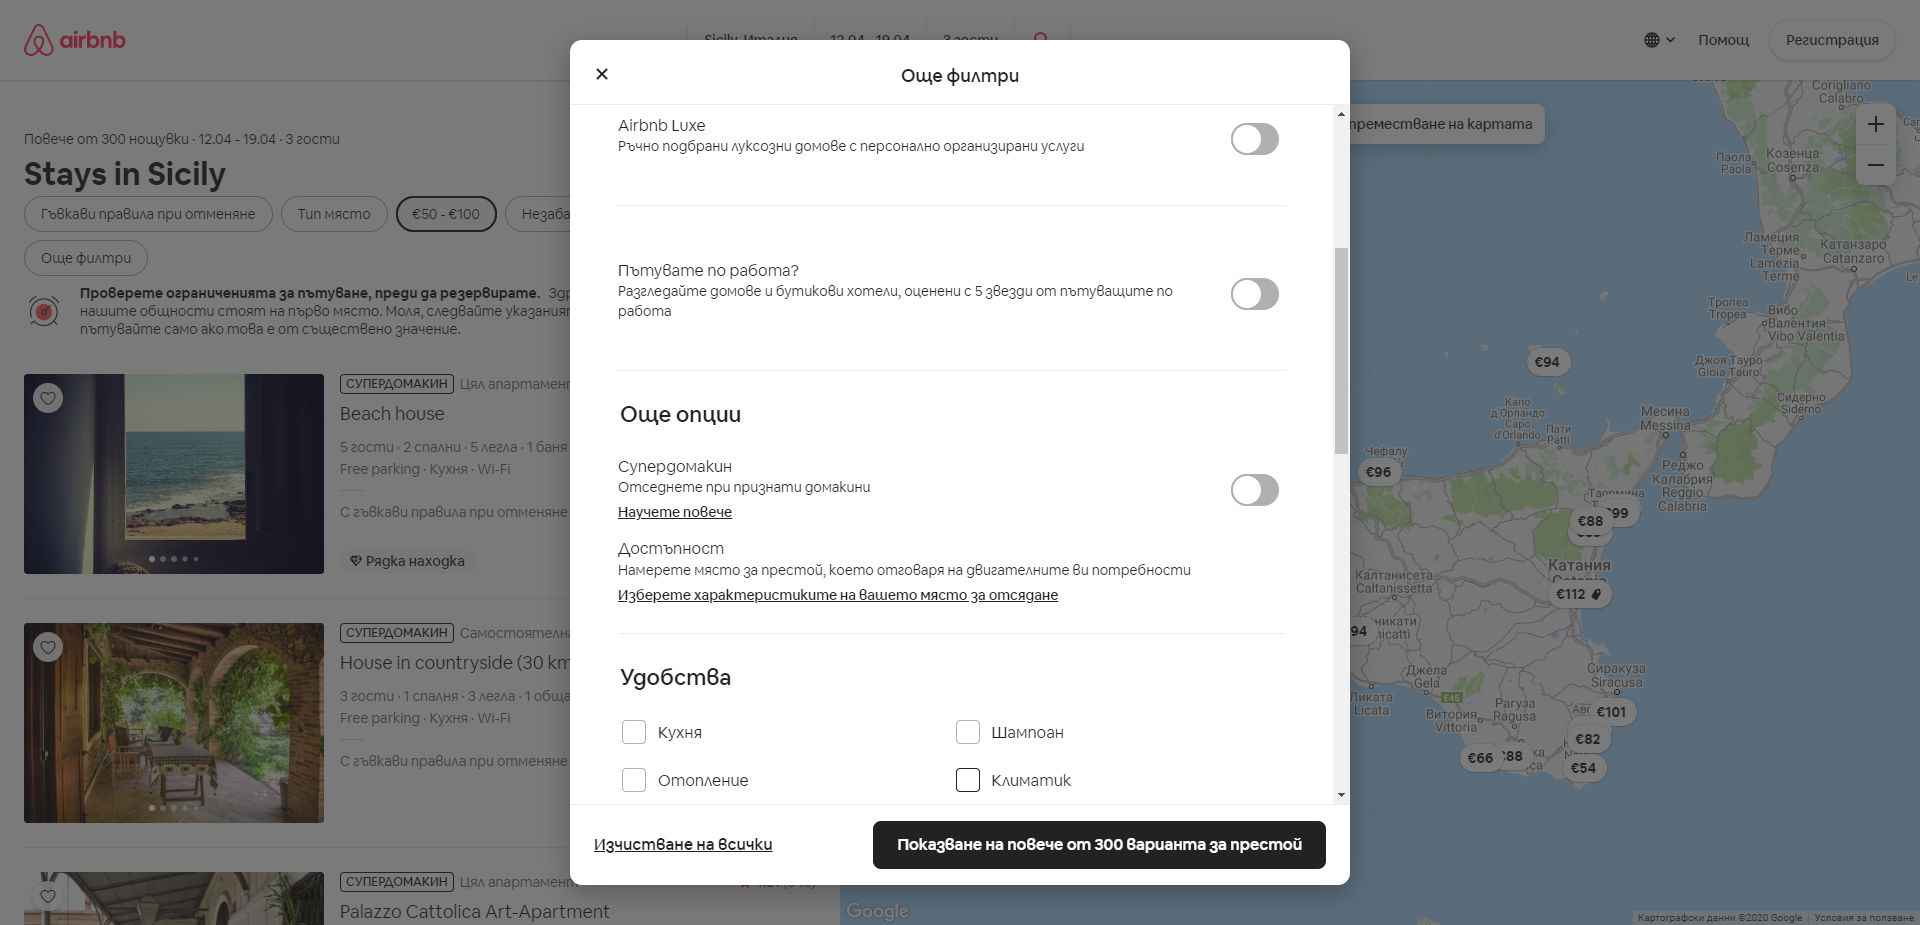 airbnb
Sicily, Италия 12.04 - 19.04 3 гости
Помощ
Регистрация
Повече от 300 нощувки · 12.04 - 19.04 · 3 гости
Stays in Sicily
Гъвкави правила при отменяне
Тип място
€50 - €100
Още филтри
Проверете ограниченията за пътуване, преди да резервирате.
нашите общности стоят на първо място. Моля, следвайте
пътувайте само ако това е от съществено значение.
СУПЕРДОМАКИН Цял апартамент
Beach house
5 гости · 2 спални · 5 легла · 1 баня
Free parking · Кухня · Wi-Fi
С гъвкави правила при отменяне
Рядка находка
СУПЕРДОМАКИН
House in countryside (30 km
3 гости · 1 спалня · 3 легла · 1 обща
Free parking · Кухня · Wi-Fi
С гъвкави правила при отменяне
СУПЕРДОМАКИН Цял апартамент
Palazzo Cattolica Art-Apartment
Още филтри
Airbnb Luxe
Ръчно подбрани луксозни домове с персонално организирани услуги
Пътувате по работа?
Разгледайте домове и бутикови хотели, оценени с 5 звезди от пътуващите по
работа
Още опции
Супердомакин
Отседнете при признати домакини
Научете повече
Достъпност
Намерете място за престой, което отговаря на двигателните ви потребности
Изберете характеристиките на вашето място за отсядане
Удобства
Кухня
Шампоан
Отопление
Климатик
Изчистване на всички
Показване на повече от 300 варианта за престой
преместване на картата
Corigliano
Calabro
Паола
Paola
Козенца
Cosenza
Ламеция
Терме
Lamezia
Terme
Катанзаро
Catanzaro
Тропеа
Tropea
Вибо
Валентия
Vibo Valentia
€94
Джоя Тауро
Gioia Tauro
Сидерно
Siderno
Капо
д'Орландо
Capo
d'Orlando
Пати
Patti
Месина
Messina
Чефалу
€96
Реджо
Калабрия
Reggio
Calabria
Таормина
€99
€88
Катания
Catania
Калтанисета
Caltanissetta
€112
94
Сиракуза
Siracusa
Джела
Gela
E45
Ликата
Licata
Рагуза
Ragusa
Витория
Vittoria
€101
€82
€88
€66
€54
Google
Картографски данни ©2020 Google
Условия за ползване